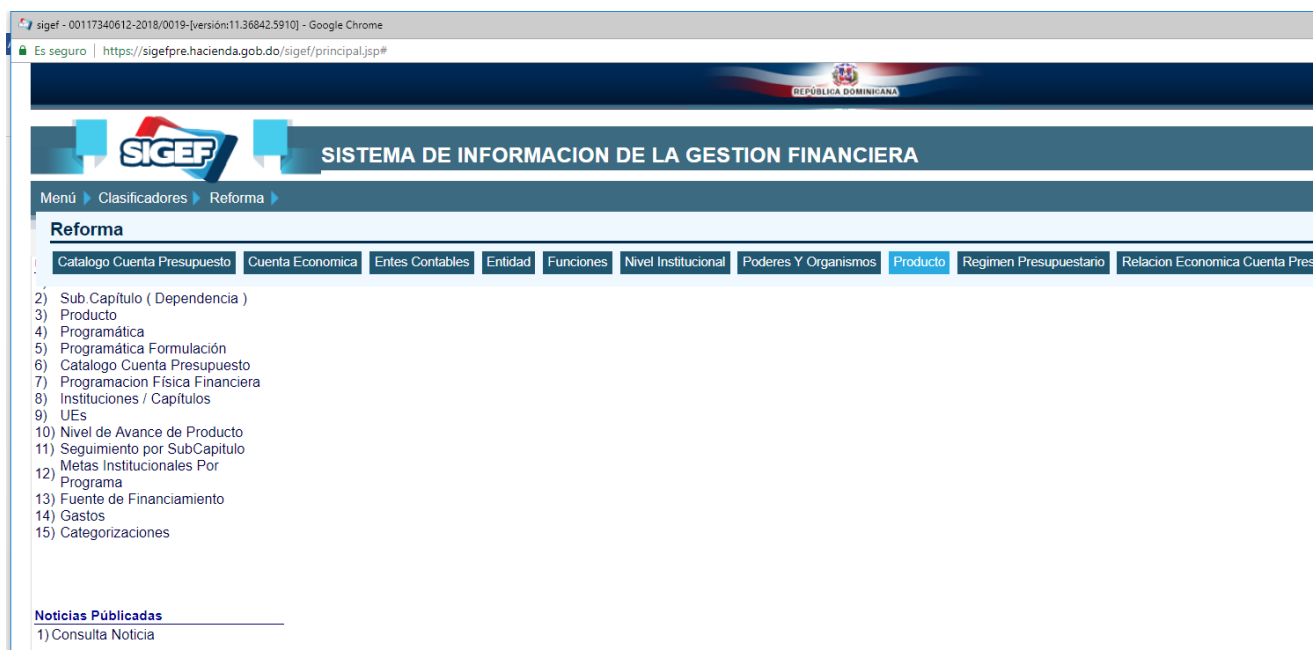 sigef - 00117340612-2018/0019-[versión:11.36842.5910] - Google Chrome
Es seguro | https://sigefpre.hacienda.gob.do/sigef/principal.jsp#
REPÚBLICA DOMINICANA
SIGEF
SISTEMA DE INFORMACION DE LA GESTION FINANCIERA
Menú Clasificadores Reforma
Reforma
Catalogo Cuenta Presupuesto Cuenta Economica Entes Contables Entidad Funciones Nivel Institucional Poderes Y Organismos Producto Regimen Presupuestario Relacion Economica Cuenta Pres
2) Sub.Capítulo ( Dependencia )
3) Producto
4) Programática
5) Programática Formulación
6) Catalogo Cuenta Presupuesto
7) Programacion Física Financiera
8) Instituciones / Capítulos
9) UEs
10) Nivel de Avance de Producto
11) Seguimiento por SubCapitulo
12) Metas Institucionales Por
Programa
13) Fuente de Financiamiento
14) Gastos
15) Categorizaciones
Noticias Públicadas
1) Consulta Noticia